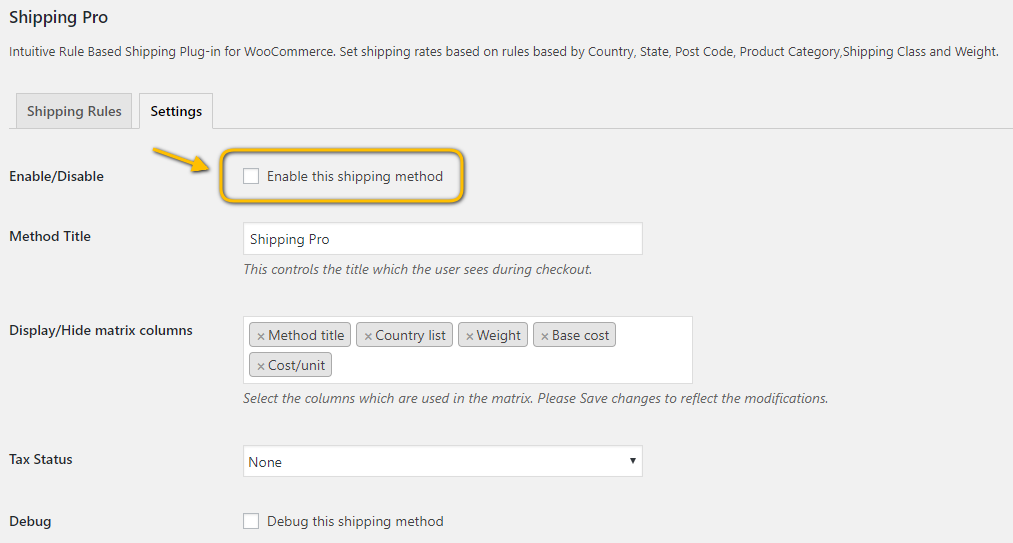 Shipping Pro
Intuitive Rule Based Shipping Plug-in for WooCommerce. Set shipping rates based on rules based by Country, State, Post Code, Product Category,Shipping Class and Weight.
Shipping Rules Settings
Enable/Disable Enable this shipping method
Method Title Shipping Pro
This controls the title which the user sees during checkout.
Display/Hide matrix columns × Method title × Country list × Weight × Base cost
× Cost/unit
Select the columns which are used in the matrix. Please Save changes to reflect the modifications.
Tax Status None
Debug Debug this shipping method